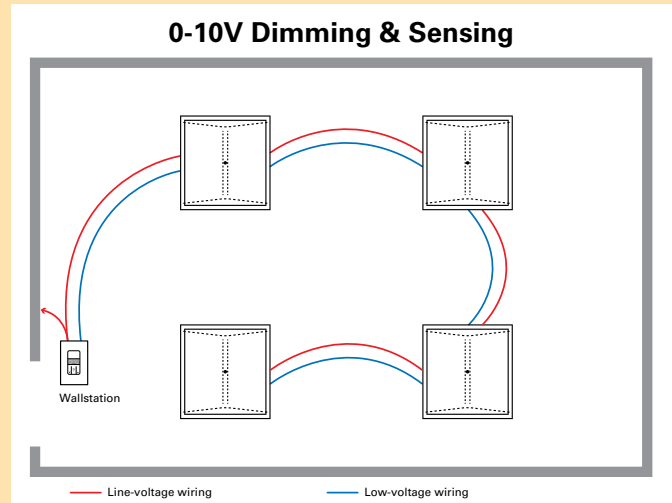 0-10V Dimming & Sensing
Wallstation
Line-voltage wiring
Low-voltage wiring